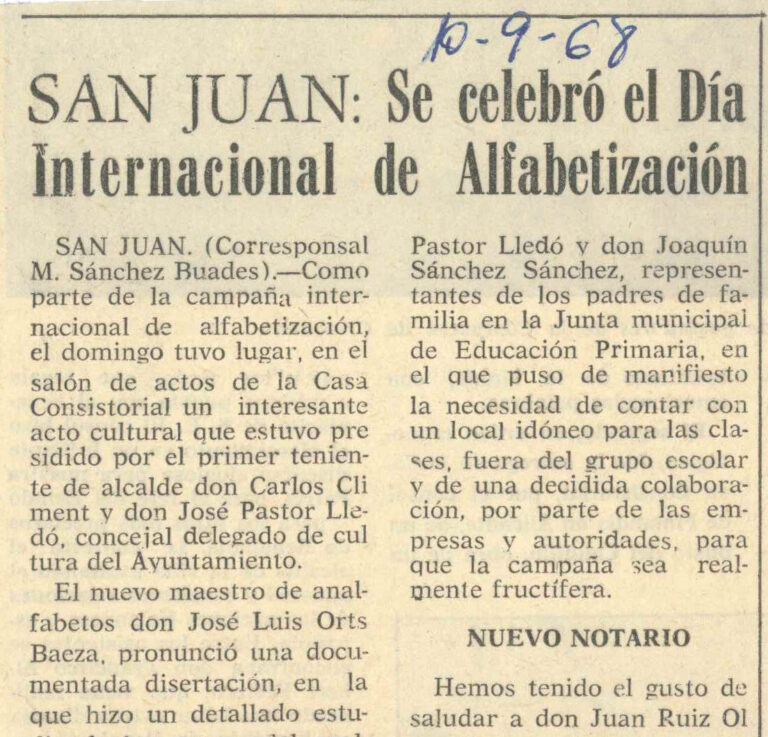 10-9-68
SAN JUAN: Se celebró el Día
Internacional de Alfabetización
SAN JUAN. (Corresponsal
M. Sánchez Buades).—Como
parte de la campaña inter-
nacional de alfabetización,
el domingo tuvo lugar, en el
salón de actos de la Casa
Consistorial un interesante
acto cultural que estuvo pre
sidido por el primer tenien-
te de alcalde don Carlos Cli
ment y don José Pastor Lle-
dó, concejal delegado de cul
tura del Ayuntamiento.
El nuevo maestro de anal-
fabetos don José Luis Orts
Baeza, pronunció una docu-
mentada disertación, en la
que hizo un detallado estu-
Pastor Lledó y don Joaquín
Sánchez Sánchez, represen-
tantes de los padres de fa-
milia en la Junta municipal
de Educación Primaria, en
el que puso de manifiesto
la necesidad de contar con
un local idóneo para las cla-
ses, fuera del grupo escolar
y de una decidida colabora-
ción, por parte de las em-
presas y autoridades, para
que la campaña sea real-
mente fructífera.
NUEVO NOTARIO
Hemos tenido el gusto de
saludar a don Juan Ruiz Ol